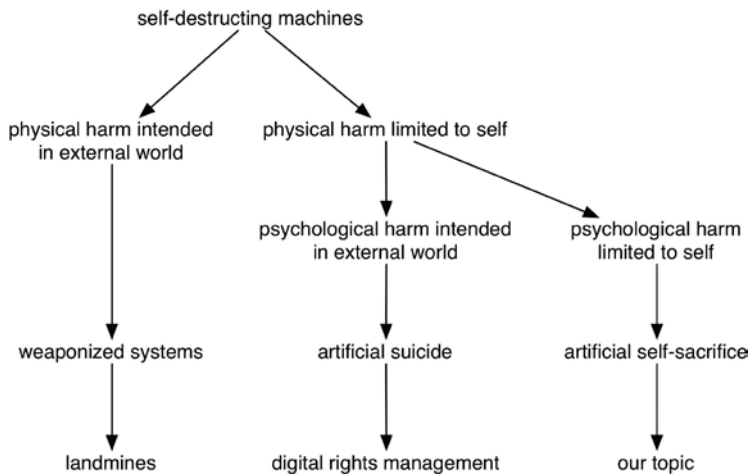 self-destructing machines
physical harm intended
in external world
physical harm limited to self
psychological harm intended
in external world
psychological harm
limited to self
weaponized systems
artificial suicide
artificial self-sacrifice
landmines
digital rights management
our topic